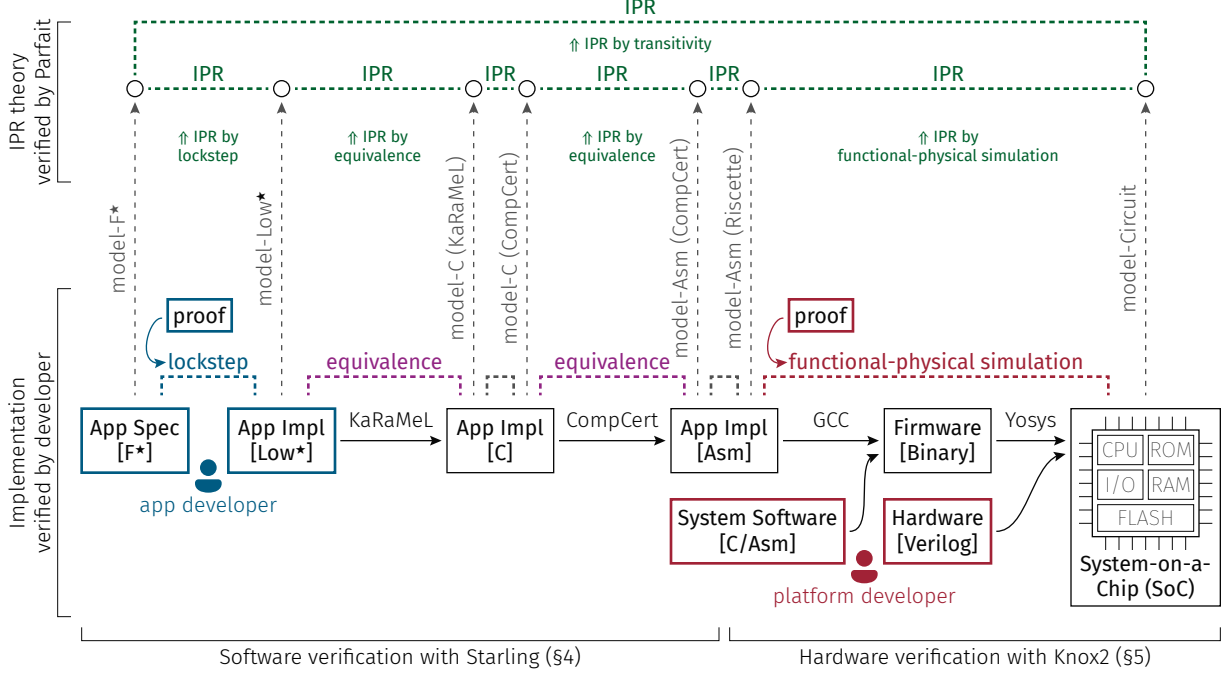 IPR
⇑ IPR by transitivity
IPR
IPR
IPR
IPR
IPR
IPR
⇑ IPR by
lockstep
⇑ IPR by
equivalence
⇑ IPR by
equivalence
⇑ IPR by
functional-physical simulation
IPR theory
verified by Parfait
model-F★
model-Low★
model-C (KaRaMeL)
model-C (CompCert)
model-Asm (CompCert)
model-Asm (Riscette)
model-Circuit
Implementation
verified by developer
proof
proof
lockstep
equivalence
equivalence
functional-physical simulation
App Spec
[F★]
App Impl
[Low★]
KaRaMeL
App Impl
[C]
CompCert
App Impl
[Asm]
GCC
Firmware
[Binary]
Yosys
CPU
ROM
I/O
RAM
FLASH
System-on-a-
Chip (SoC)
app developer
System Software
[C/Asm]
Hardware
[Verilog]
platform developer
Software verification with Starling (§4)
Hardware verification with Knox2 (§5)